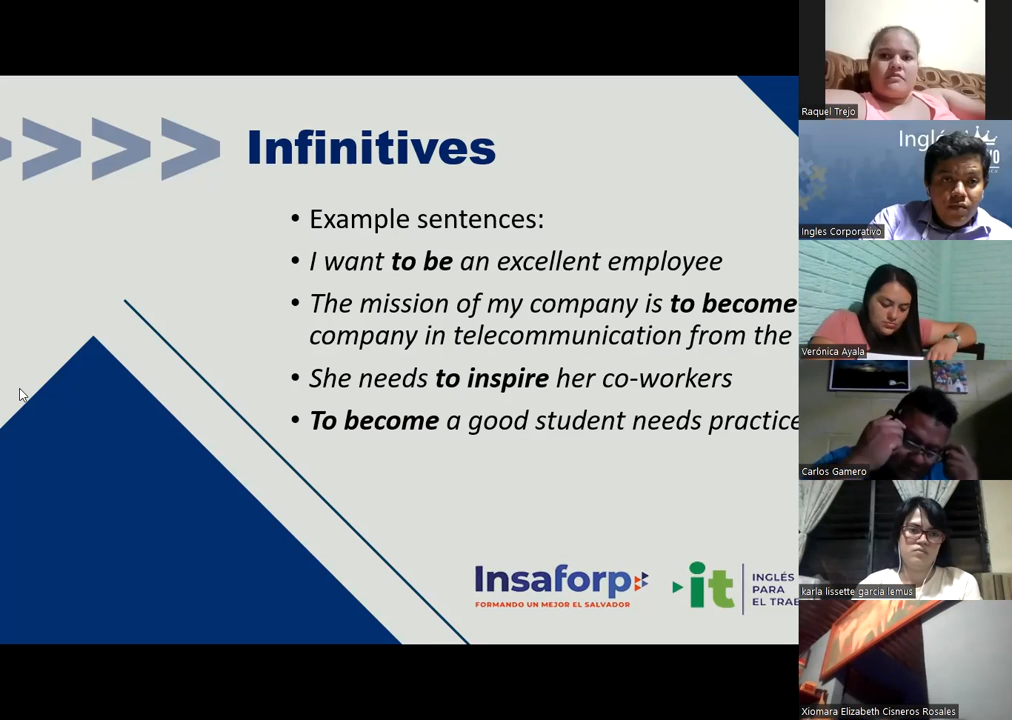 Infinitives
• Example sentences:
• I want to be an excellent employee
• The mission of my company is to become
company in telecommunication from the
• She needs to inspire her co-workers
• To become a good student needs practice
Insaforp
FORMANDO UN MEJOR EL SALVADOR
it
INGLÉS
PARA
EL TRAB
Raquel Trejo
Inglés
Ingles Corporativo
Verónica Ayala
Carlos Gamero
karla lissette garcia lemus
Xiomara Elizabeth Cisneros Rosales